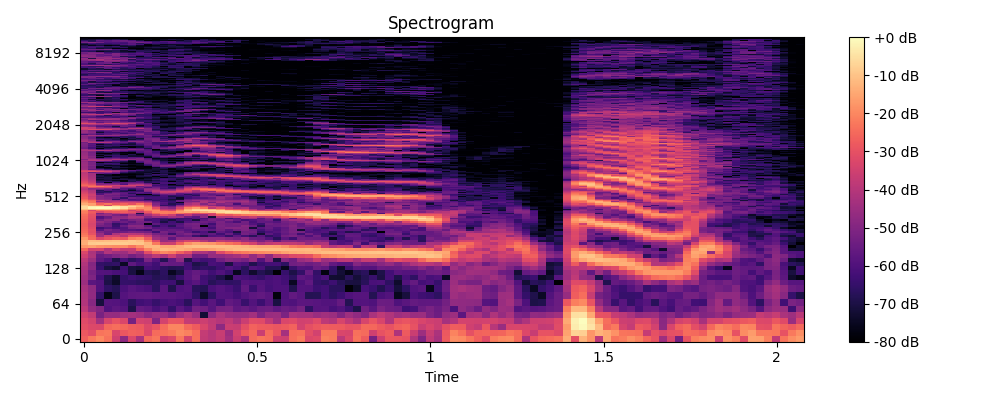 Spectrogram
8192
4096
2048
1024
512
256
128
64
0
Hz
0
0.5
1
1.5
2
Time
+0 dB
-10 dB
-20 dB
-30 dB
-40 dB
-50 dB
-60 dB
-70 dB
-80 dB